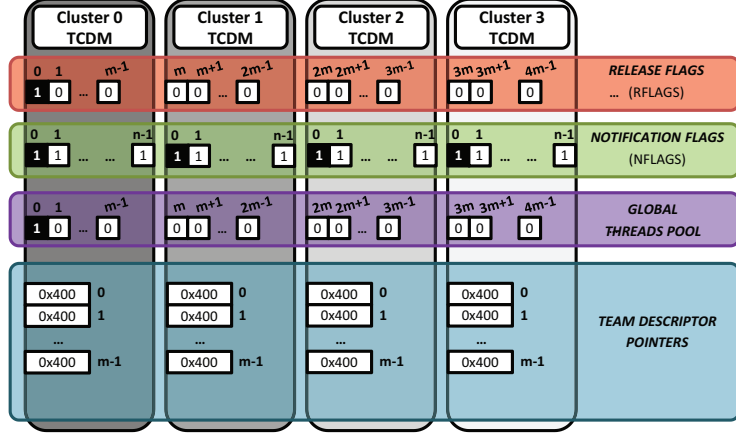 Cluster 0 Cluster 1 Cluster 2 Cluster 3
TCDM TCDM TCDM TCDM
0 1 m-1 m m+1 2m-1 2m 2m+1 3m-1 3m 3m+1 4m-1 RELEASE FLAGS
1 0 ... 0 0 0 ... 0 0 0 ... 0 0 0 0 ... (RFLAGS)
0 1 n-1 0 1 n-1 0 1 n-1 0 1 n-1 NOTIFICATION FLAGS
1 1 ... ... 1 1 1 ... ... 1 1 1 ... ... 1 1 1 ... ... 1 (NFLAGS)
0 1 m-1 m m+1 2m-1 2m 2m+1 3m-1 3m 3m+1 4m-1 GLOBAL
1 0 ... 0 0 0 ... 0 0 0 ... 0 0 0 0 THREADS POOL
0x400 0 0x400 0 0x400 0 0x400 0
0x400 1 0x400 1 0x400 1 0x400 1 TEAM DESCRIPTOR
... ... ... ... POINTERS
0x400 m-1 0x400 m-1 0x400 m-1 0x400 m-1